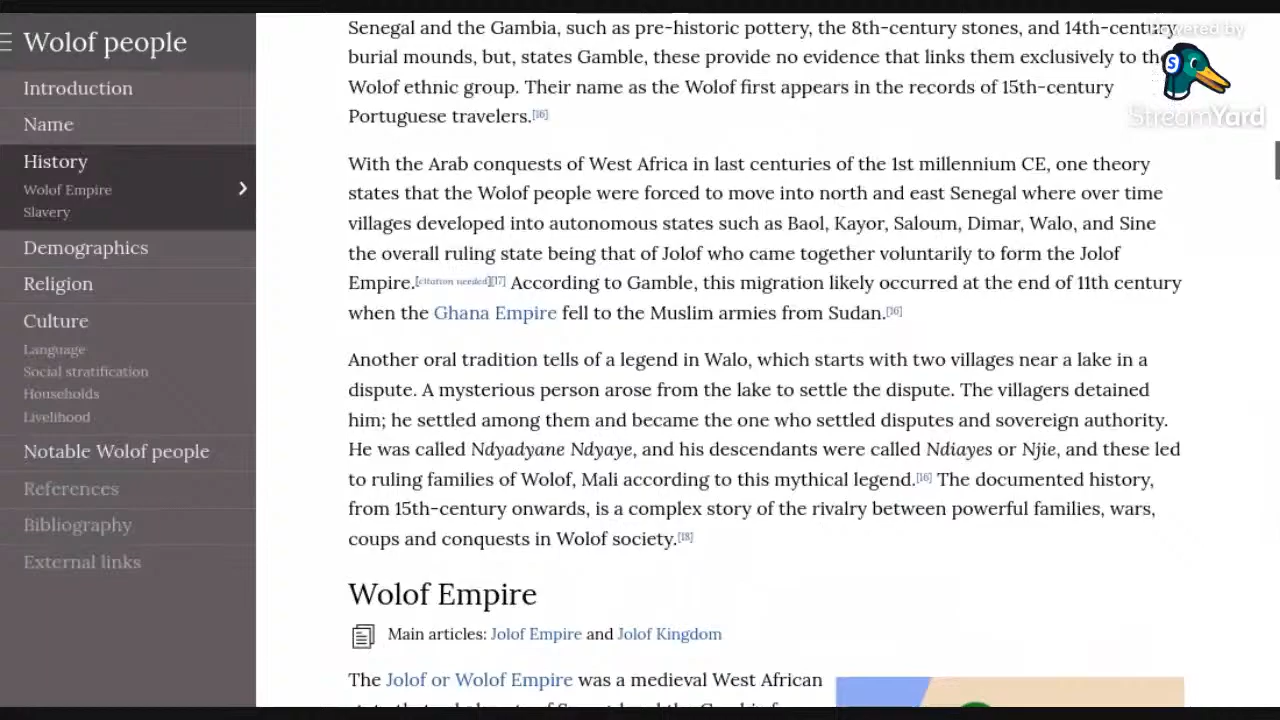 Wolof people
Introduction
Name
History
Wolof Empire
Slavery
Demographics
Religion
Culture
Language
Social stratification
Households
Livelihood
Notable Wolof people
References
Bibliography
External links
Senegal and the Gambia, such as pre-historic pottery, the 8th-century stones, and 14th-century
burial mounds, but, states Gamble, these provide no evidence that links them exclusively to the
Wolof ethnic group. Their name as the Wolof first appears in the records of 15th-century
Portuguese travelers.[16]
With the Arab conquests of West Africa in last centuries of the 1st millennium CE, one theory
states that the Wolof people were forced to move into north and east Senegal where over time
villages developed into autonomous states such as Baol, Kayor, Saloum, Dimar, Walo, and Sine
the overall ruling state being that of Jolof who came together voluntarily to form the Jolof
Empire.[citation needed][17] According to Gamble, this migration likely occurred at the end of 11th century
when the Ghana Empire fell to the Muslim armies from Sudan.[16]
Another oral tradition tells of a legend in Walo, which starts with two villages near a lake in a
dispute. A mysterious person arose from the lake to settle the dispute. The villagers detained
him; he settled among them and became the one who settled disputes and sovereign authority.
He was called Ndyadyane Ndyaye, and his descendants were called Ndiayes or Njie, and these led
to ruling families of Wolof, Mali according to this mythical legend.[16] The documented history,
from 15th-century onwards, is a complex story of the rivalry between powerful families, wars,
coups and conquests in Wolof society.[18]
Wolof Empire
Main articles: Jolof Empire and Jolof Kingdom
The Jolof or Wolof Empire was a medieval West African
Powered by
S
StreamYard